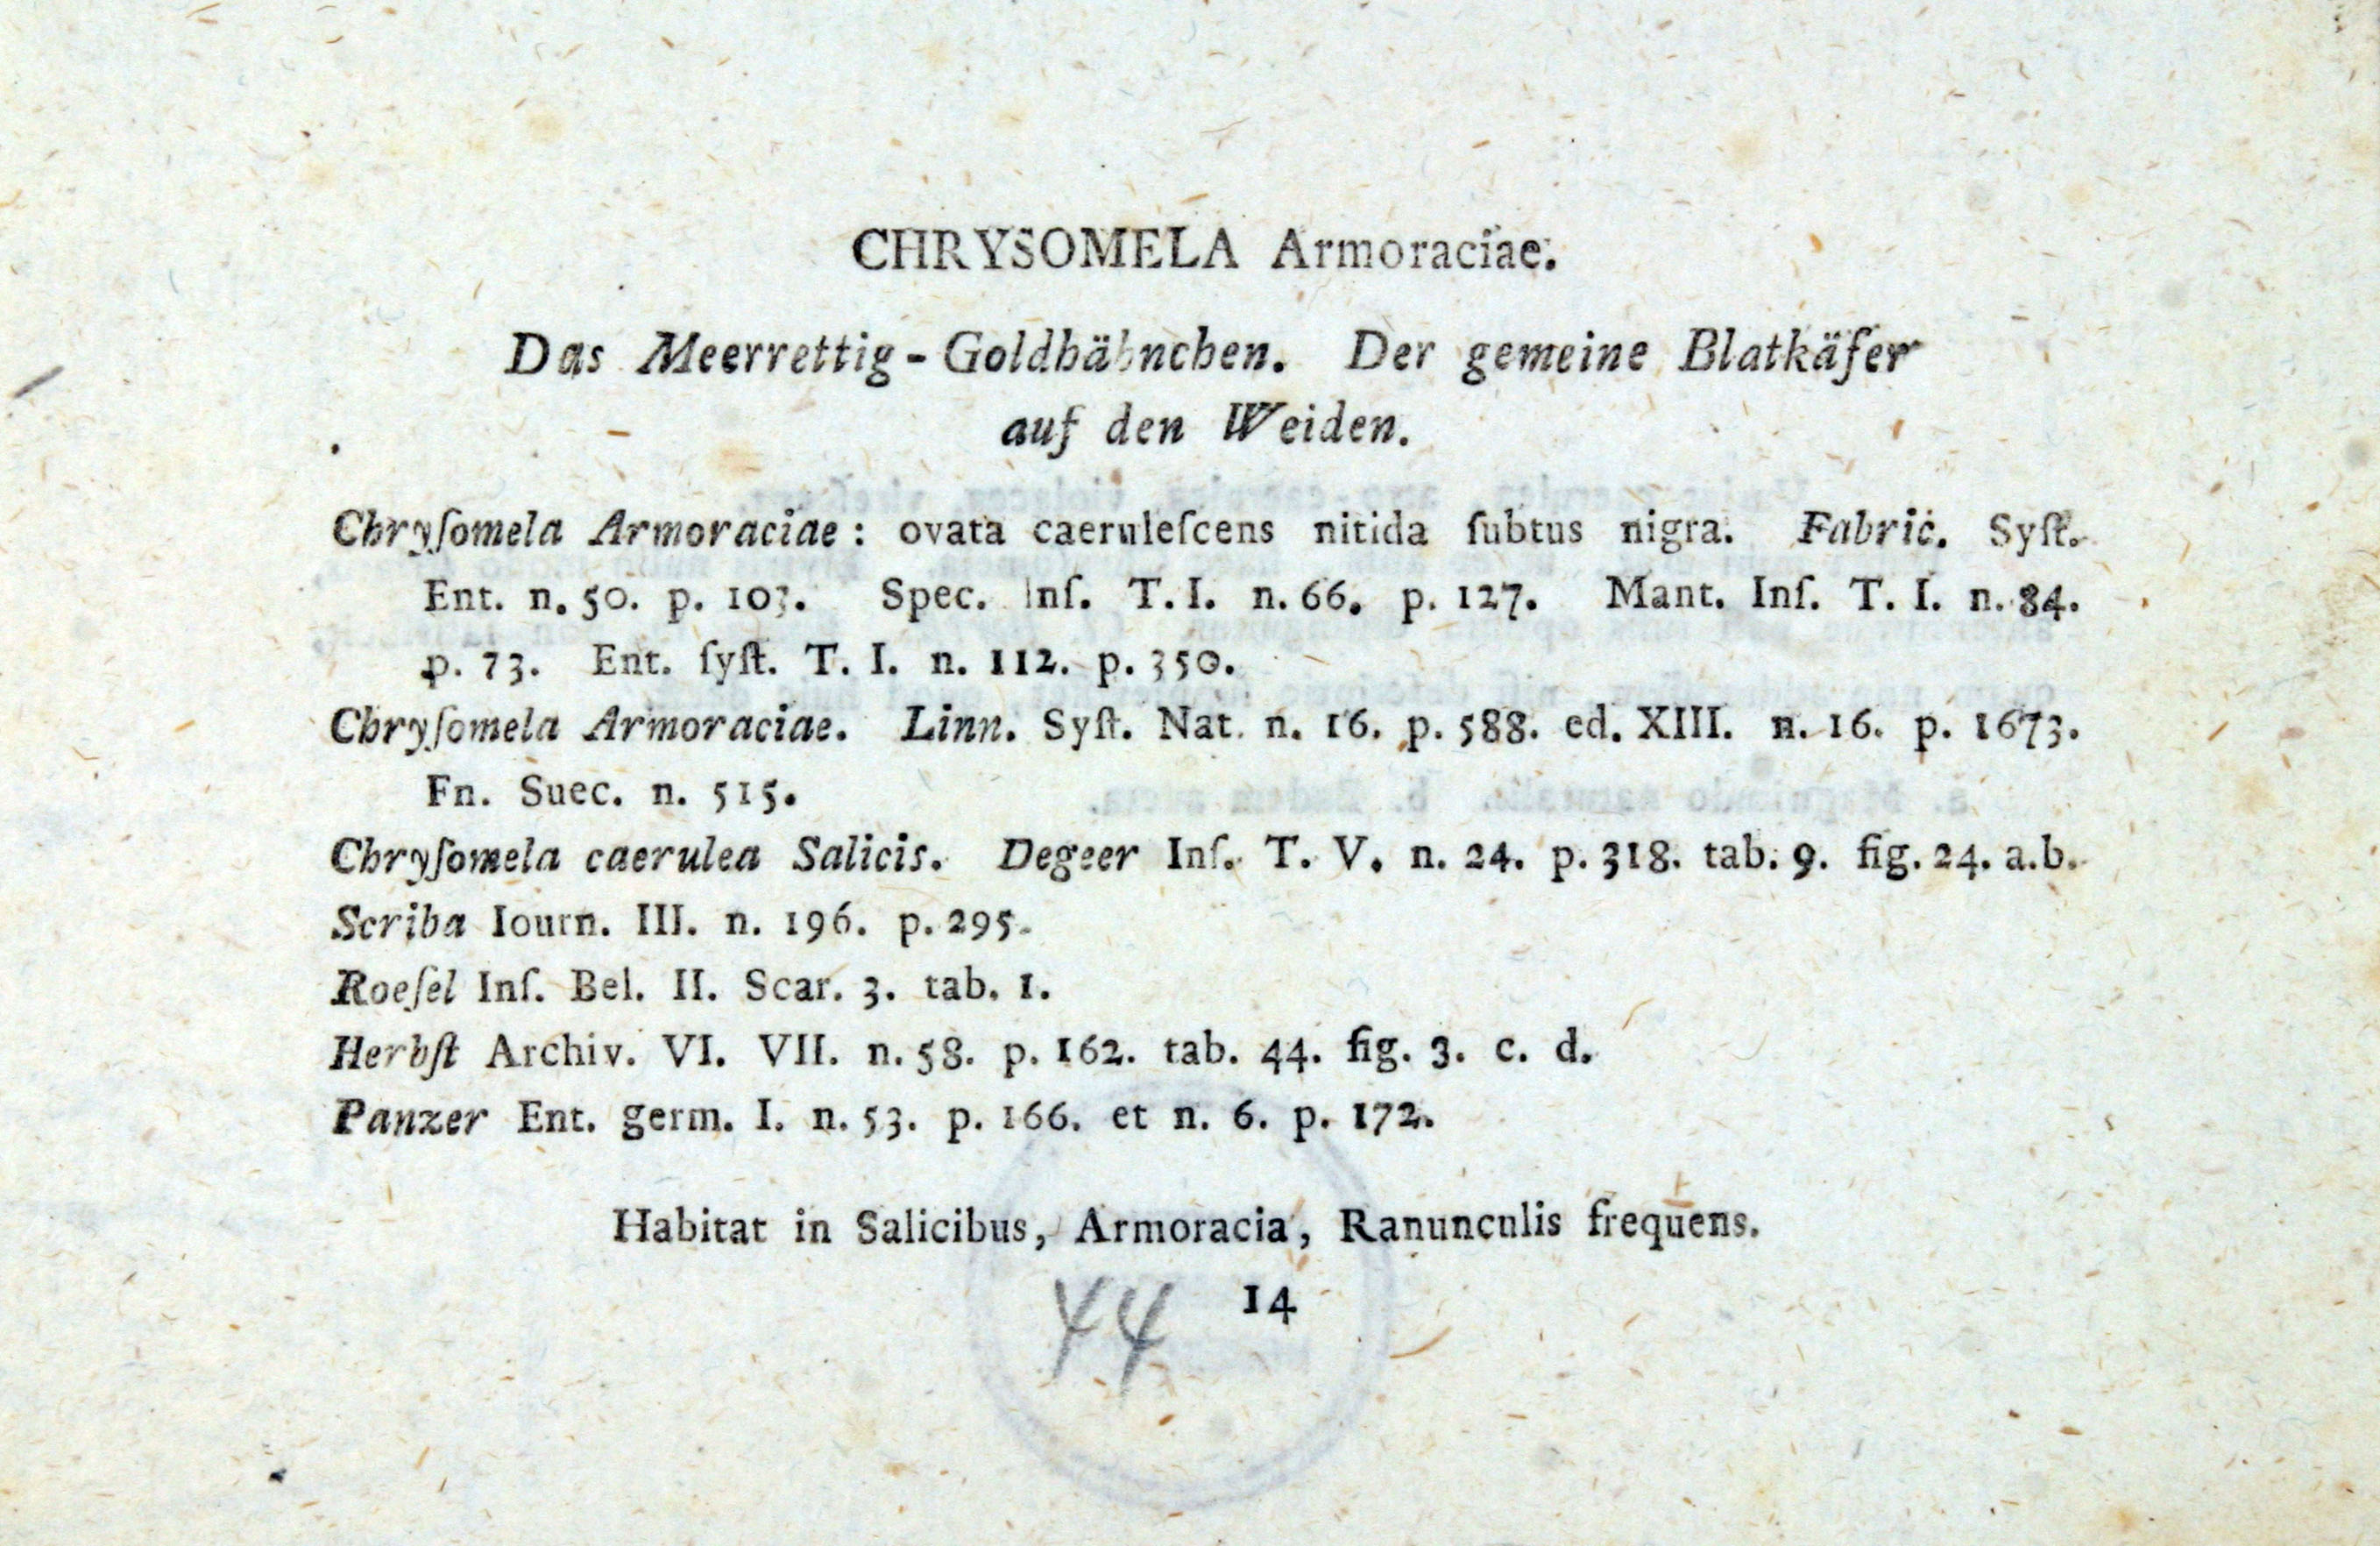 CHRYSOMELA Armoraciae.
Das Meerrettig-Goldhähnchen. Der gemeine Blatkäfer
auf den Weiden.
Chryſomela Armoraciae: ovata caeruleſcens nitida ſubtus nigra. Fabric. Syſt.
Ent. n. 50. p. 103. Spec. Inſ. T. I. n. 66. p. 127. Mant. Inſ. T. I. n. 84.
p. 73. Ent. ſyſt. T. I. n. 112. p. 350.
Chryſomela Armoraciae. Linn. Syſt. Nat. n. 16. p. 588. ed. XIII. n. 16. p. 1673.
Fn. Suec. n. 515.
Chryſomela caerulea Salicis. Degeer Inſ. T. V. n. 24. p. 318. tab. 9. fig. 24. a.b.
Scriba Iourn. III. n. 196. p. 295.
Roeſel Inſ. Bel. II. Scar. 3. tab. 1.
Herbſt Archiv. VI. VII. n. 58. p. 162. tab. 44. fig. 3. c. d.
Panzer Ent. germ. I. n. 53. p. 166. et n. 6. p. 172.
Habitat in Salicibus, Armoracia, Ranunculis frequens.
44 14